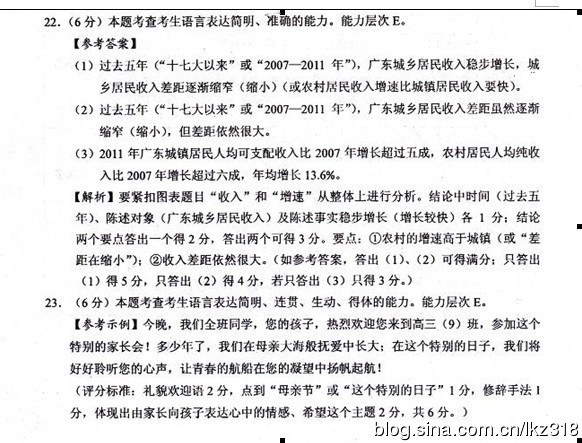 22.（6 分）本题考查考生语言表达简明、准确的能力。能力层次 E。
【参考答案】
（1）过去五年（“十七大以来”或“2007—2011 年”），广东城乡居民收入稳步增长，城
乡居民收入差距逐渐缩窄（缩小）（或农村居民收入增速比城镇居民收入要快）。
（2）过去五年（“十七大以来”或“2007—2011 年”），广东城乡居民收入差距虽然逐渐
缩窄（缩小），但差距依然很大。
（3）2011 年广东城镇居民人均可支配收入比 2007 年增长超过五成，农村居民人均纯收
入比 2007 年增长超过六成，年均增长 13.6%。
【解析】要紧扣图表题目“收入”和“增速”从整体上进行分析。结论中时间（过去五
年）、陈述对象（广东城乡居民收入）及陈述事实稳步增长（增长较快）各 1 分；结论
两个要点答出一个得 2 分，答出两个可得 3 分。要点：①农村的增速高于城镇（或“差
距在缩小”）；②收入差距依然很大。（如参考答案，答出（1）、（2）可得满分；只答出
（1）得 5 分，只答出（2）得 4 分，若只答出（3）只得 3 分。）
23.（6 分）本题考查考生语言表达简明、连贯、生动、得体的能力。能力层次 E。
【参考示例】今晚，我们全班同学，您的孩子，热烈欢迎您来到高三（9）班，参加这个
特别的家长会！多少年了，我们在母亲大海般抚爱中长大；在这个特别的日子，我们将
好好聆听您的心声，让青春的航船在您的凝望中扬帆起航！
（评分标准：礼貌欢迎语 2 分，点到“母亲节”或“这个特别的日子”1 分，修辞手法 1
分，体现出由家长向孩子表达心中的情感、希望这个主题 2 分，共 6 分。）
blog.sina.com.cn/lkz318